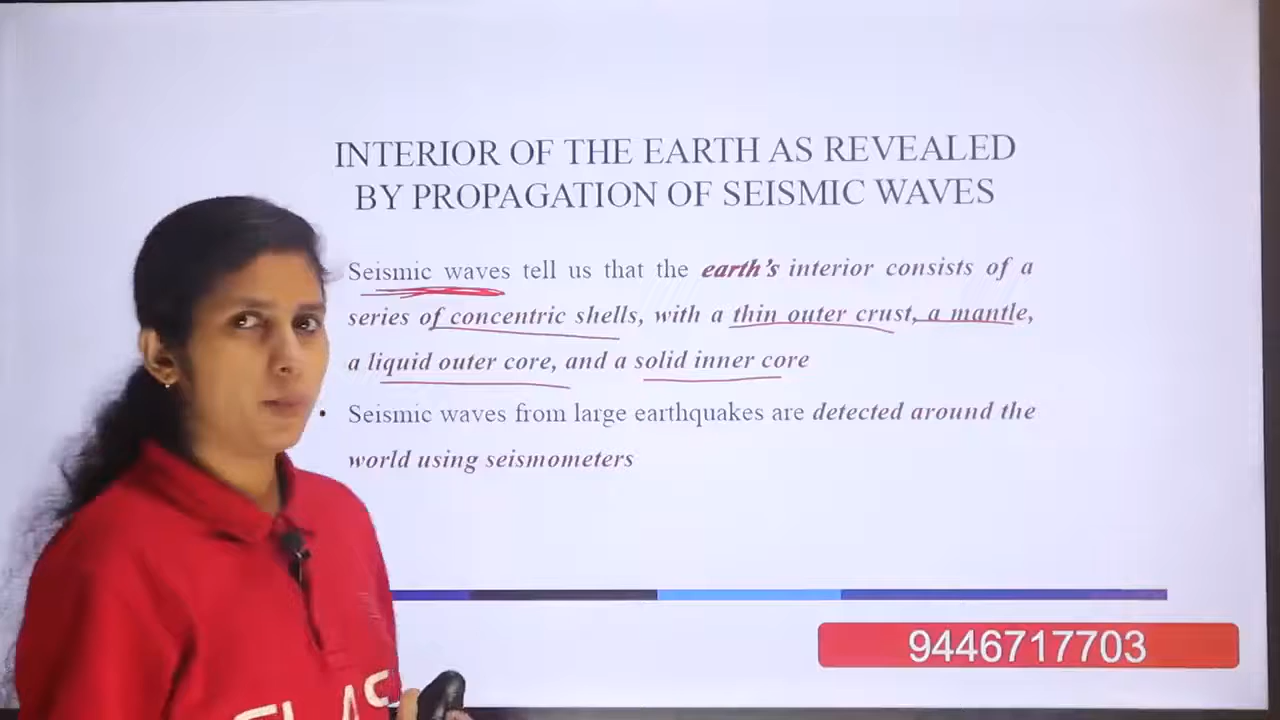 INTERIOR OF THE EARTH AS REVEALED
BY PROPAGATION OF SEISMIC WAVES
Seismic waves tell us that the earth's interior consists of a
series of concentric shells, with a thin outer crust, a mantle,
a liquid outer core, and a solid inner core
• Seismic waves from large earthquakes are detected around the
world using seismometers
9446717703